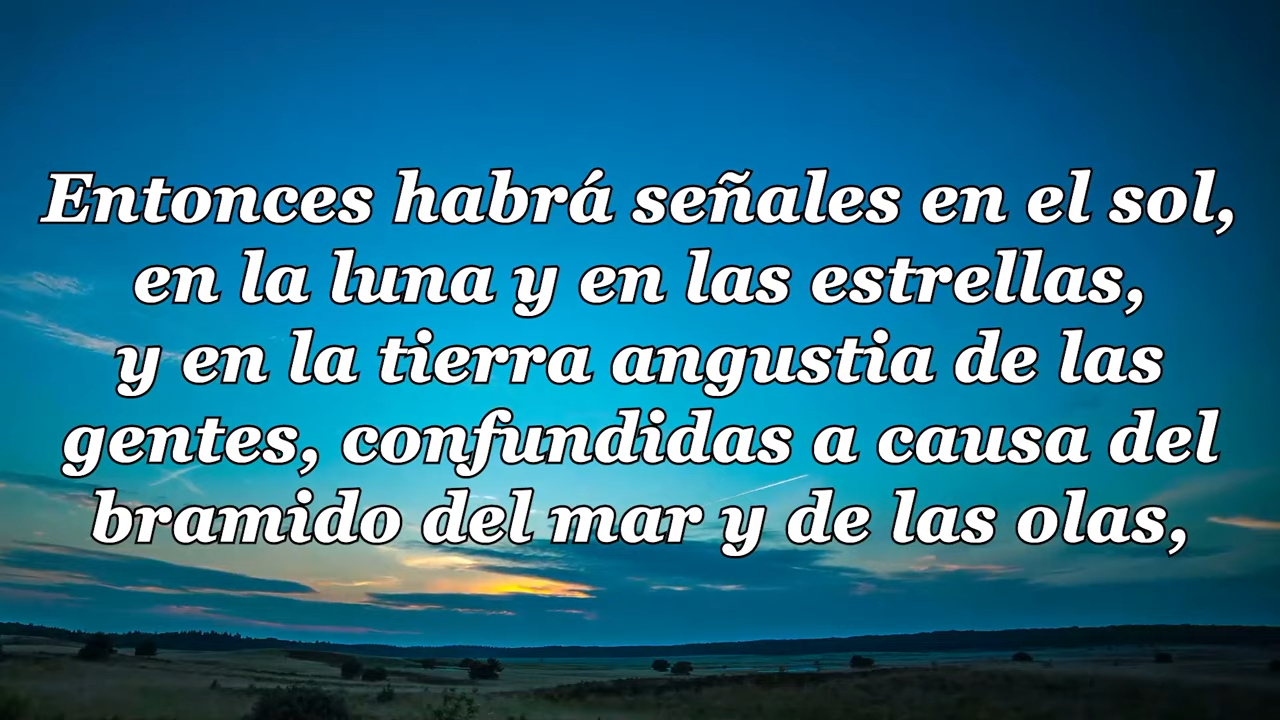 Entonces habrá señales en el sol,
en la luna y en las estrellas,
y en la tierra angustia de las
gentes, confundidas a causa del
bramido del mar y de las olas,